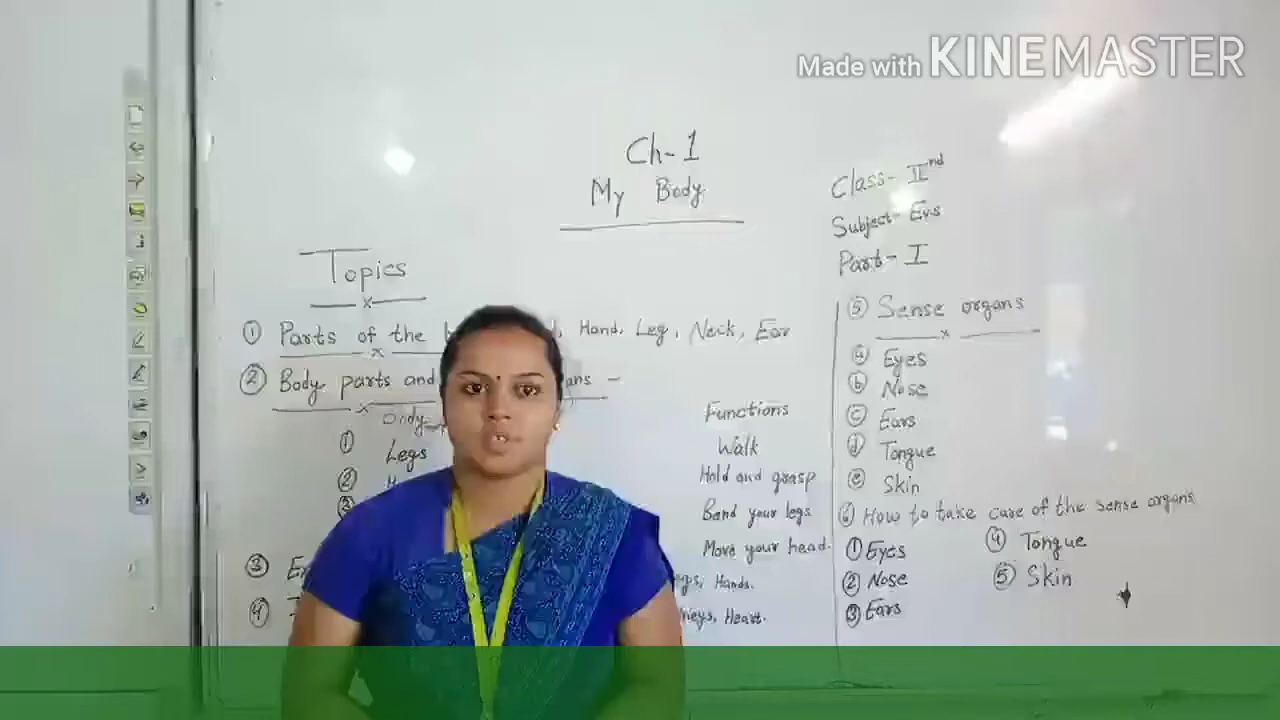 Made with KINEMASTER
Ch-1
My Body
Class- IInd
Subject- Evs
Part- I
Topics
① Parts of the Hand, Leg, Neck, Ear
② Body parts and
Body
Functions
① Legs Walk
② Hold and grasp
③ Bend your legs
Move your head.
③ Hands.
④ Heart.
⑤ Sense organs
ⓐ Eyes
ⓑ Nose
ⓒ Ears
ⓓ Tongue
ⓔ Skin
⑥ How to take care of the sense organs
① Eyes ④ Tongue
② Nose ⑤ Skin
③ Ears